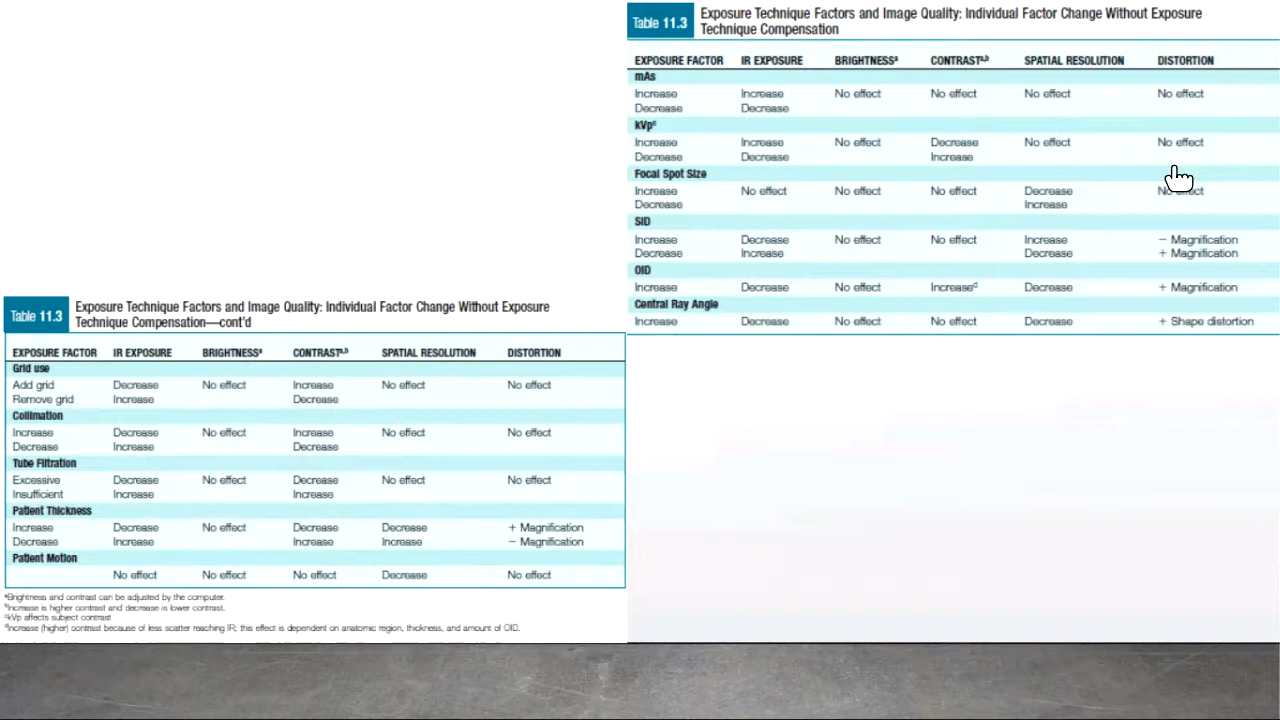 Table 11.3 Exposure Technique Factors and Image Quality: Individual Factor Change Without Exposure
Technique Compensation
EXPOSURE FACTOR IR EXPOSURE BRIGHTNESSᵃ CONTRASTᵃ,ᵇ SPATIAL RESOLUTION DISTORTION
mAs
Increase Increase No effect No effect No effect No effect
Decrease Decrease
kVpᶜ
Increase Increase No effect Decrease No effect No effect
Decrease Decrease Increase
Focal Spot Size
Increase No effect No effect No effect Decrease No effect
Decrease Increase
SID
Increase Decrease No effect No effect Increase − Magnification
Decrease Increase Decrease + Magnification
OID
Increase Decrease No effect Increaseᵈ Decrease + Magnification
Central Ray Angle
Increase Decrease No effect No effect Decrease + Shape distortion
Table 11.3 Exposure Technique Factors and Image Quality: Individual Factor Change Without Exposure
Technique Compensation—cont'd
EXPOSURE FACTOR IR EXPOSURE BRIGHTNESSᵃ CONTRASTᵃ,ᵇ SPATIAL RESOLUTION DISTORTION
Grid use
Add grid Decrease No effect Increase No effect No effect
Remove grid Increase Decrease
Collimation
Increase Decrease No effect Increase No effect No effect
Decrease Increase Decrease
Tube Filtration
Excessive Decrease No effect Decrease No effect No effect
Insufficient Increase Increase
Patient Thickness
Increase Decrease No effect Decrease Decrease + Magnification
Decrease Increase Increase Increase − Magnification
Patient Motion
No effect No effect No effect Decrease No effect
ᵃBrightness and contrast can be adjusted by the computer.
ᵇIncrease is higher contrast and decrease is lower contrast.
ᶜkVp affects subject contrast
ᵈIncrease (higher) contrast because of less scatter reaching IR; this effect is dependent on anatomic region, thickness, and amount of OID.